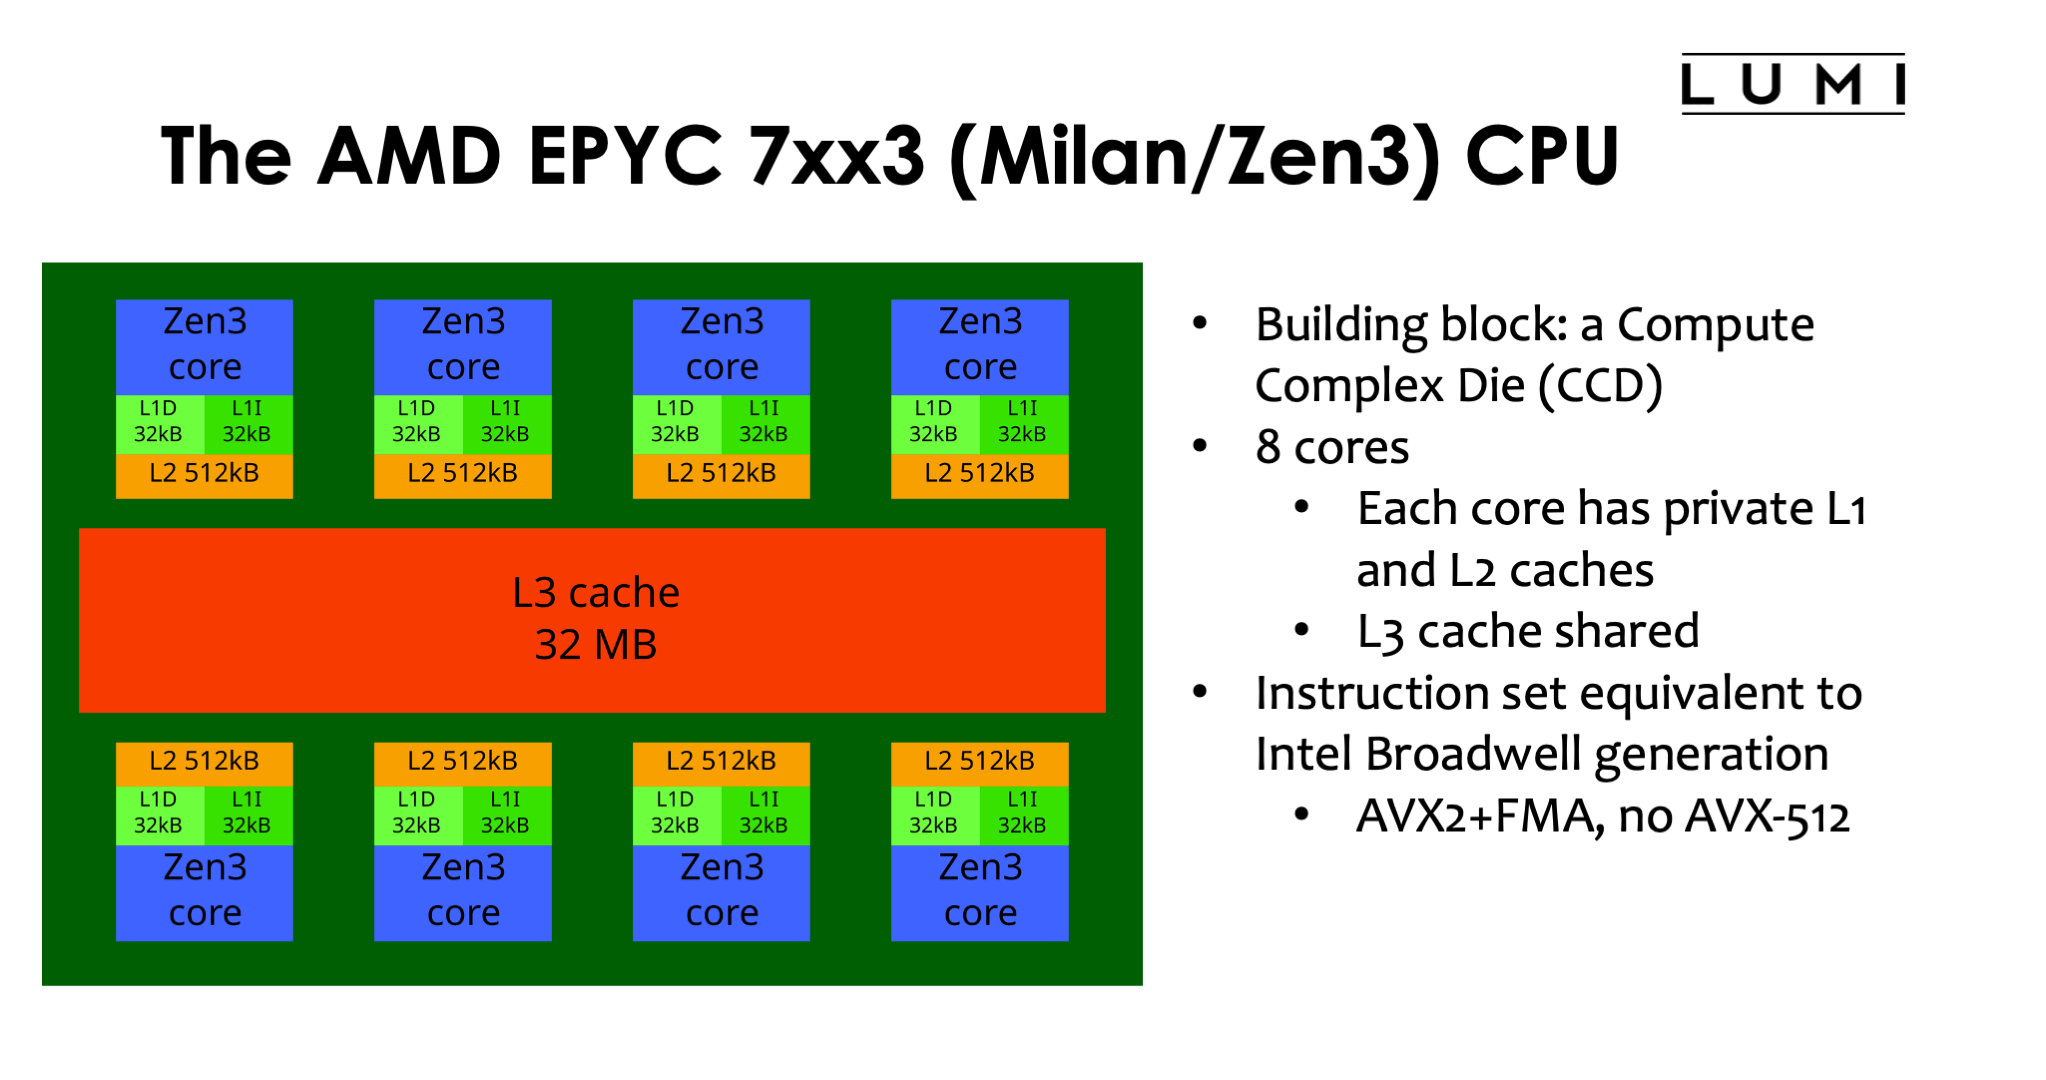 LUMI
The AMD EPYC 7xx3 (Milan/Zen3) CPU
Zen3 Zen3 Zen3 Zen3
core core core core
L1D L1I L1D L1I L1D L1I L1D L1I
32kB 32kB 32kB 32kB 32kB 32kB 32kB 32kB
L2 512kB L2 512kB L2 512kB L2 512kB
L3 cache
32 MB
L2 512kB L2 512kB L2 512kB L2 512kB
L1D L1I L1D L1I L1D L1I L1D L1I
32kB 32kB 32kB 32kB 32kB 32kB 32kB 32kB
Zen3 Zen3 Zen3 Zen3
core core core core
• Building block: a Compute
Complex Die (CCD)
• 8 cores
• Each core has private L1
and L2 caches
• L3 cache shared
• Instruction set equivalent to
Intel Broadwell generation
• AVX2+FMA, no AVX-512